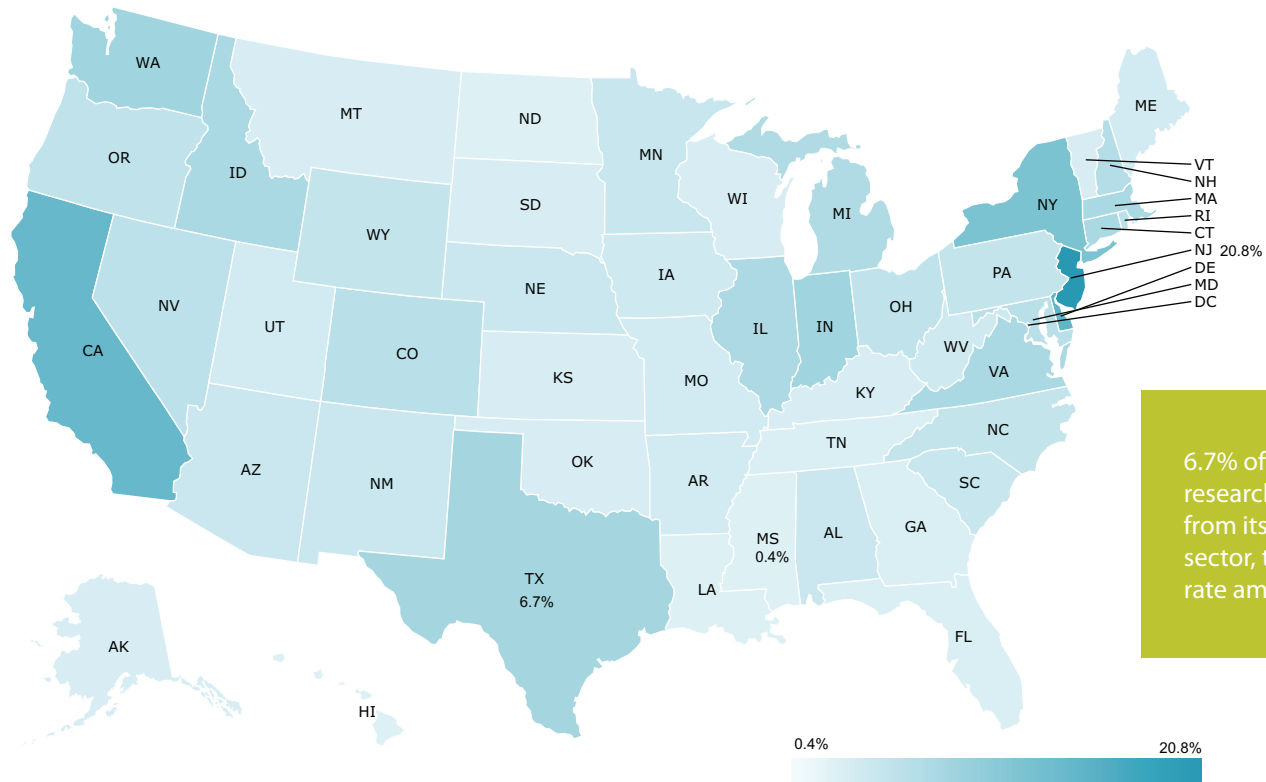 WA
MT
ND
ME
OR
ID
MN
SD
WI
MI
NY
VT
NH
MA
RI
CT
NJ 20.8%
DE
MD
DC
WY
IA
PA
NE
NV
UT
IL
IN
OH
CA
CO
WV
VA
KS
MO
KY
NC
TN
AZ
NM
OK
AR
SC
MS
0.4%
AL
GA
TX
6.7%
LA
FL
AK
HI
6.7% of
research
from its
sector, t
rate am
0.4%
20.8%